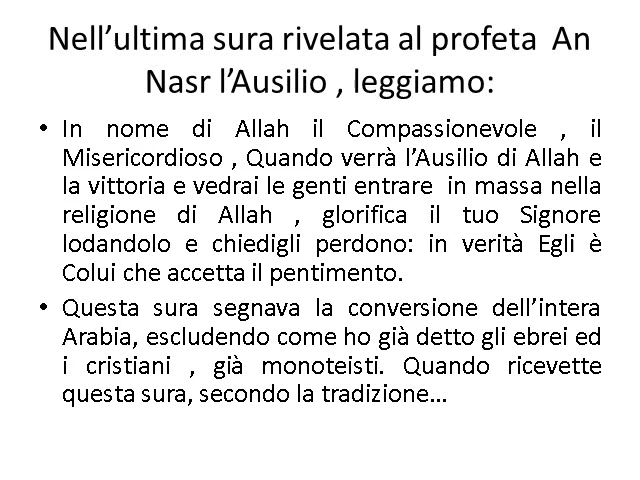 Nell’ultima sura rivelata al profeta  An
Nasr l’Ausilio , leggiamo:
• In nome di Allah il Compassionevole , il
Misericordioso , Quando verrà l’Ausilio di Allah e
la vittoria e vedrai le genti entrare  in massa nella
religione di Allah , glorifica il tuo Signore
lodandolo e chiedigli perdono: in verità Egli è
Colui che accetta il pentimento.
• Questa sura segnava la conversione dell’intera
Arabia, escludendo come ho già detto gli ebrei ed
i cristiani , già monoteisti. Quando ricevette
questa sura, secondo la tradizione…